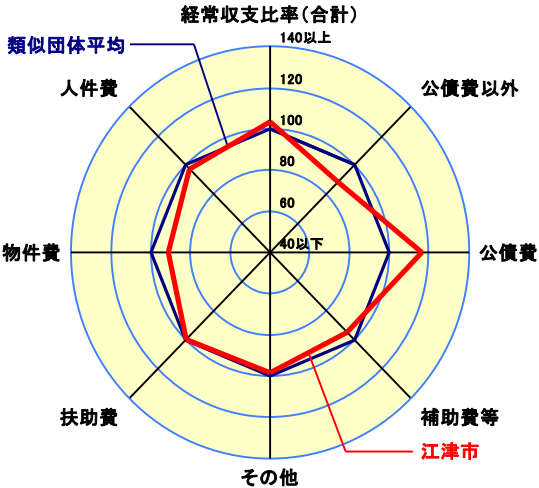 経常収支比率(合計)
140以上
類似団体平均
120
人件費
公債費以外
100
80
60
40以下
物件費
公債費
扶助費
補助費等
江津市
その他